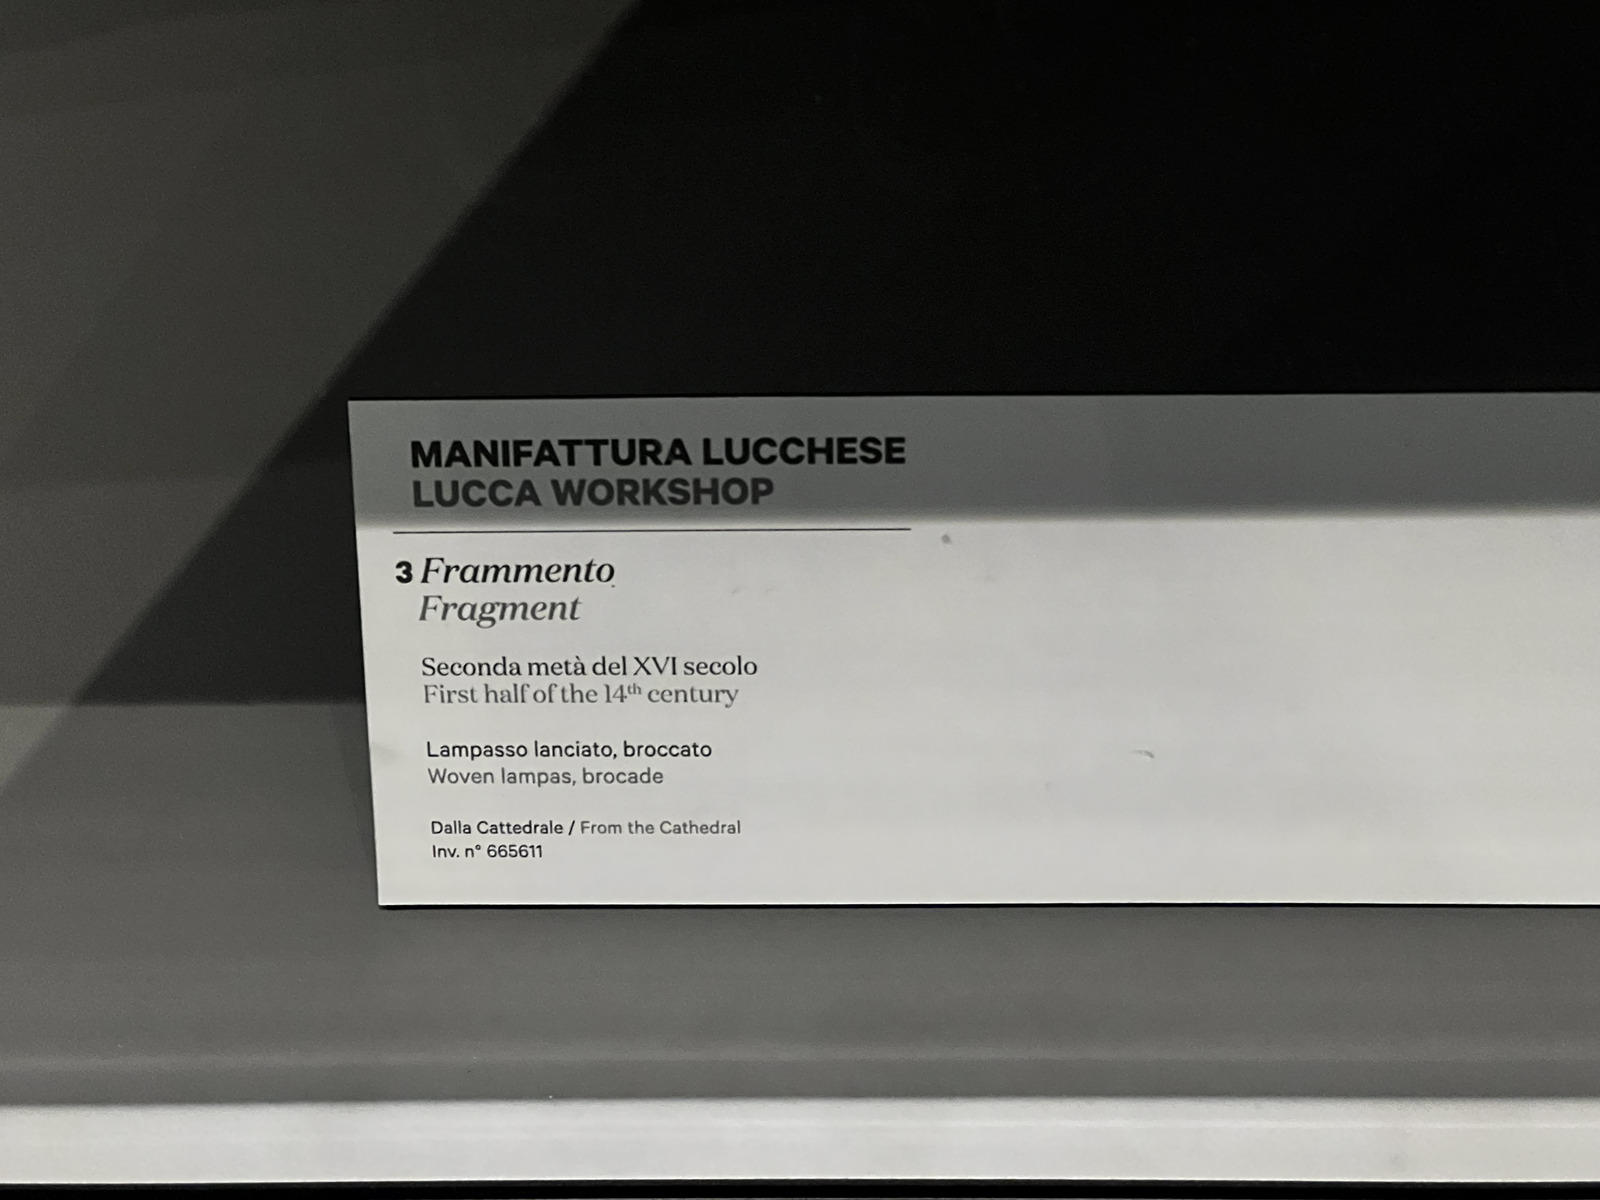 MANIFATTURA LUCCHESE
LUCCA WORKSHOP
3 Frammento
Fragment
Seconda metà del XVI secolo
First half of the 14th century
Lampasso lanciato, broccato
Woven lampas, brocade
Dalla Cattedrale / From the Cathedral
Inv. n° 665611